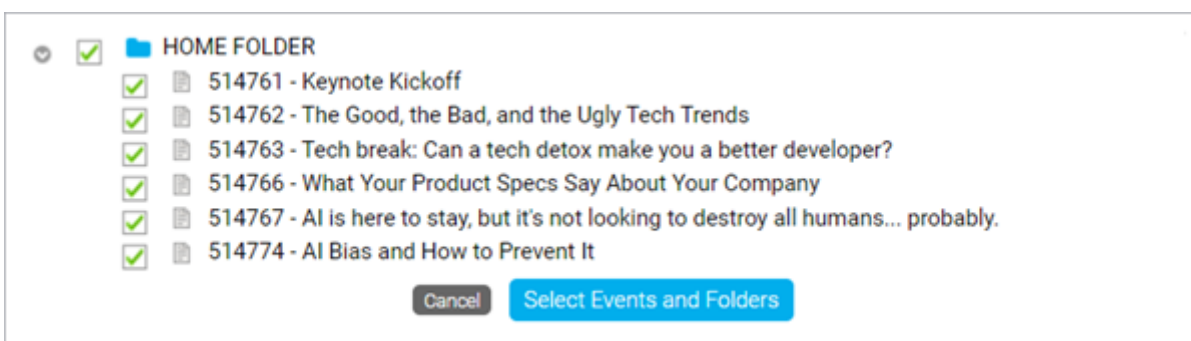 HOME FOLDER
514761 - Keynote Kickoff
514762 - The Good, the Bad, and the Ugly Tech Trends
514763 - Tech break: Can a tech detox make you a better developer?
514766 - What Your Product Specs Say About Your Company
514767 - AI is here to stay, but it's not looking to destroy all humans... probably.
514774 - AI Bias and How to Prevent It
Cancel Select Events and Folders